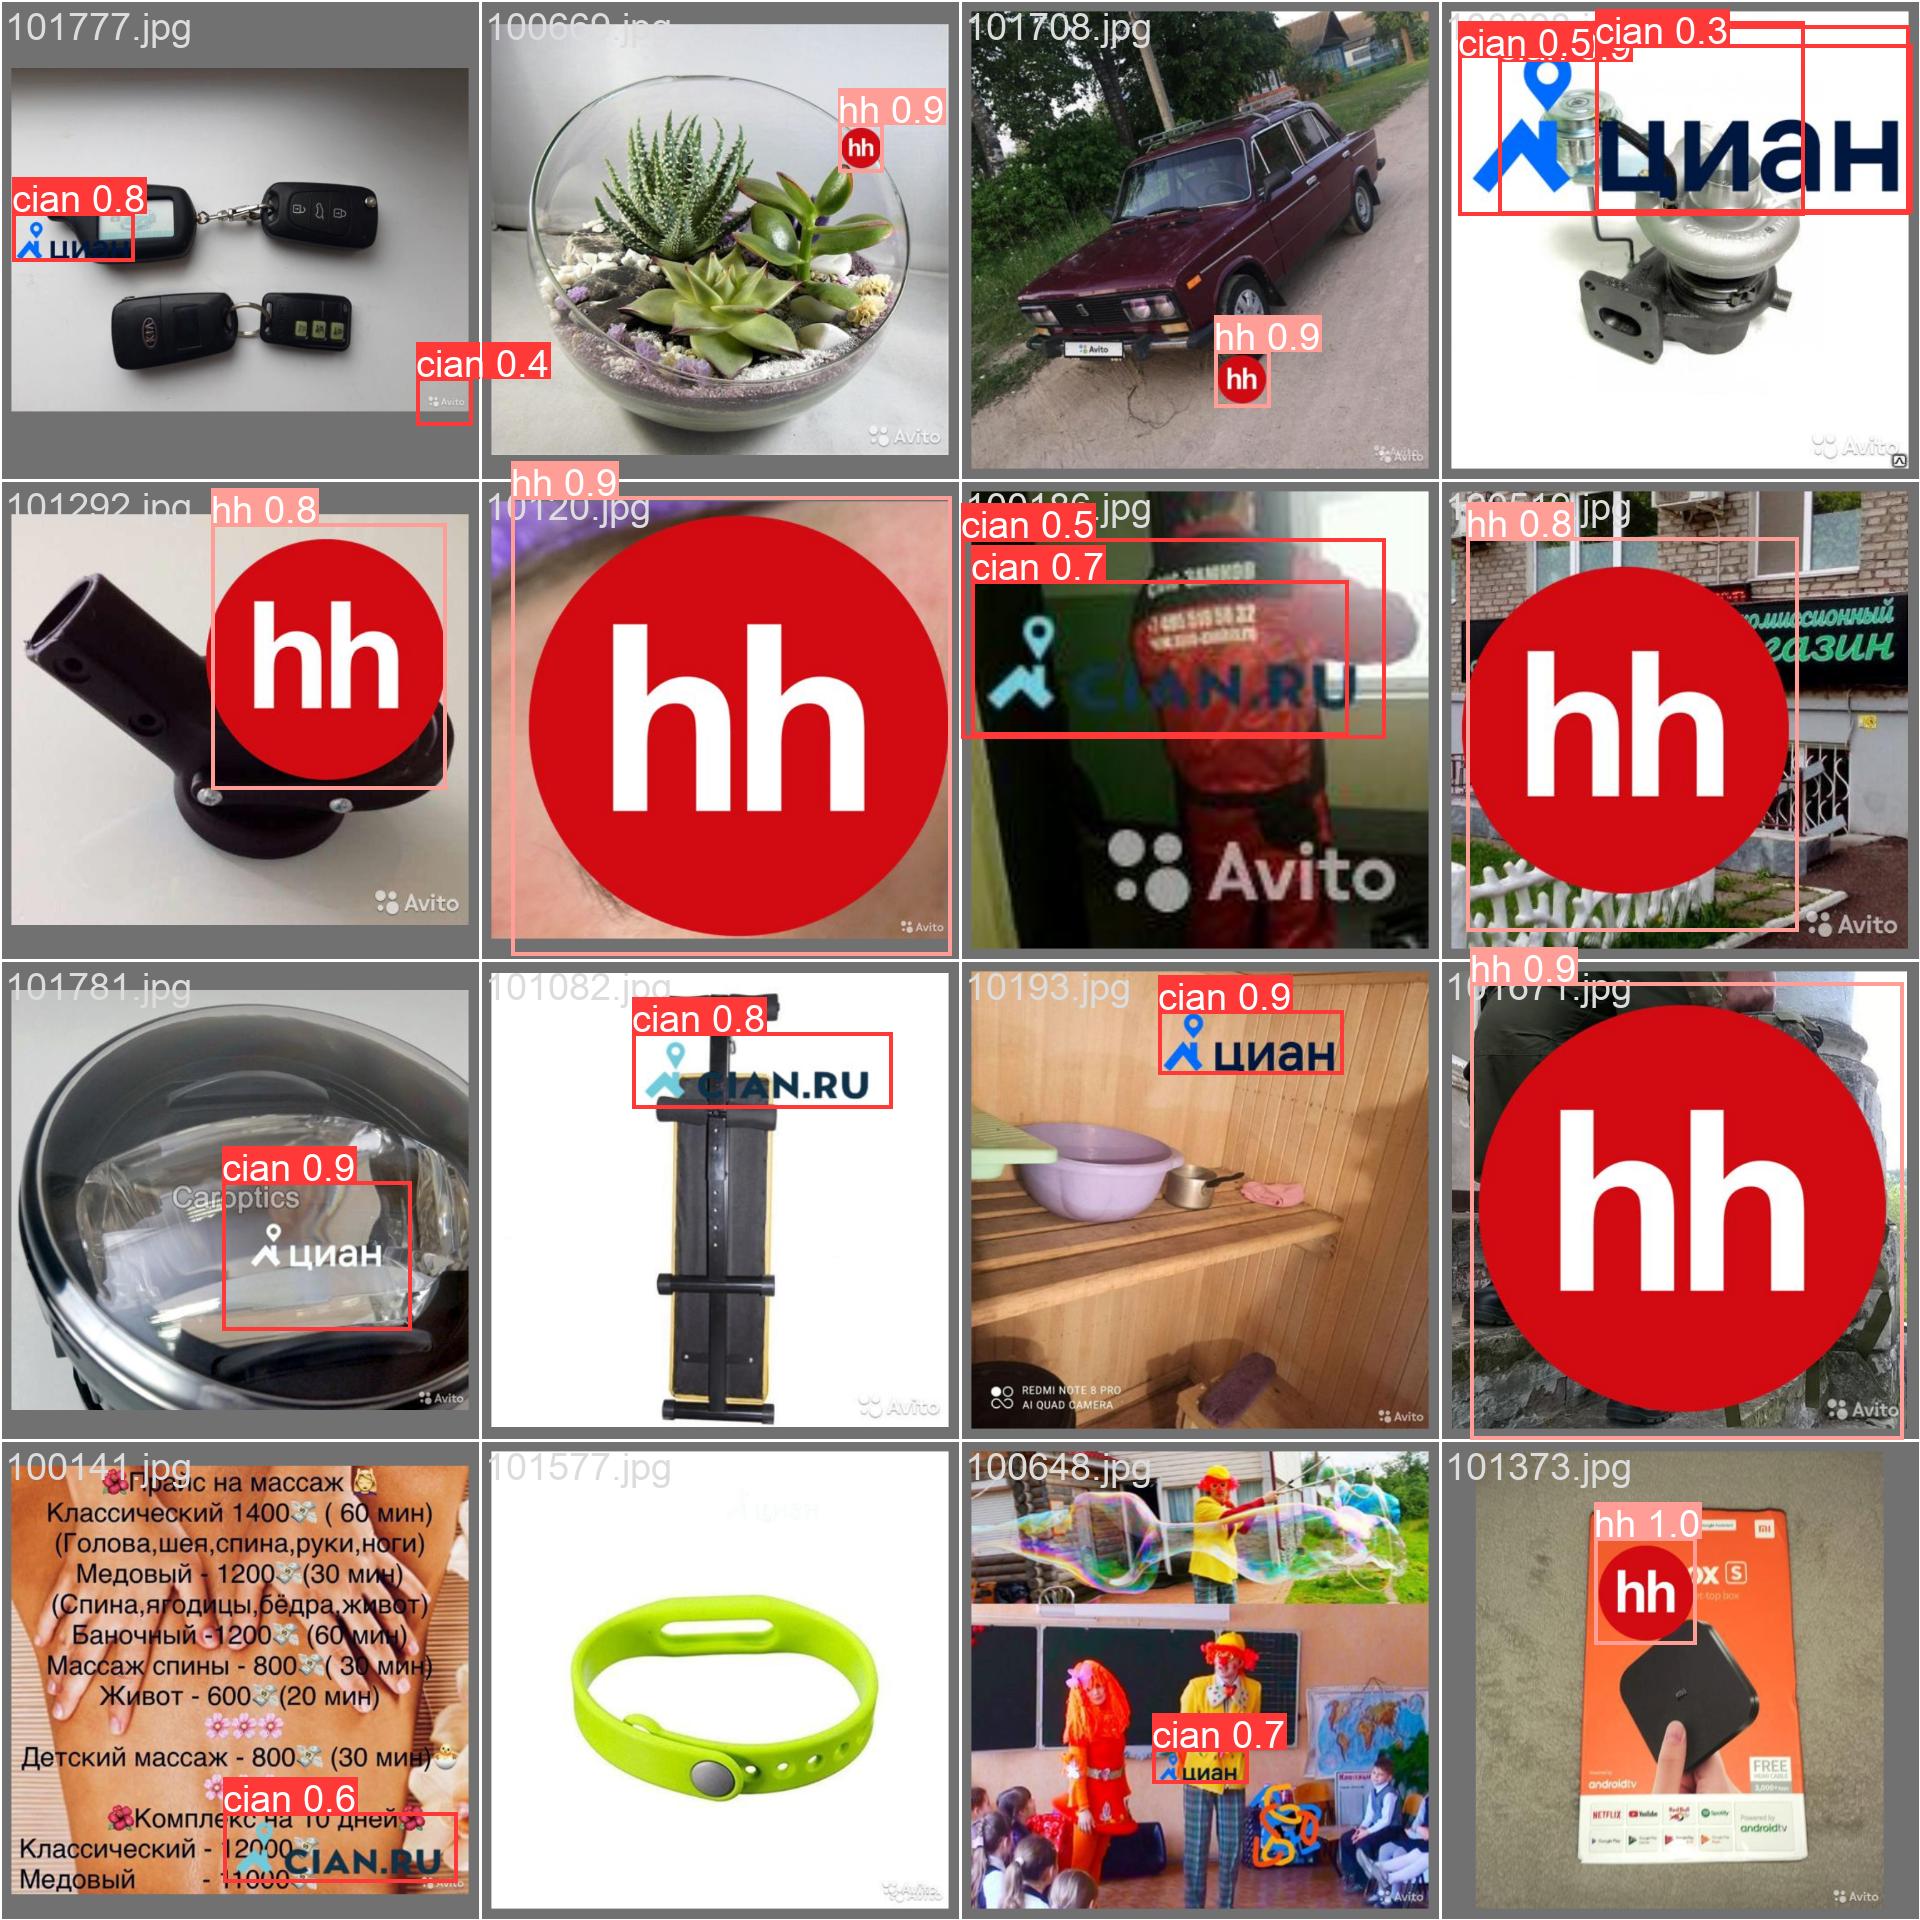 101777.jpg
cian 0.8
циан
KIA
cian 0.4
Avito
100669.jpg
hh 0.9
hh
Avito
101708.jpg
Avito
hh 0.9
hh
Avito
cian 0.5
cian 0.3
циан
Avito
101292.jpg
hh 0.8
hh
Avito
hh 0.9
10120.jpg
hh
Avito
cian 0.5
cian 0.7
CIAN.RU
Avito
hh 0.8
комиссионный
магазин
hh
Avito
101781.jpg
cian 0.9
Caroptics
циан
Avito
101082.jpg
cian 0.8
CIAN.RU
Avito
10193.jpg
cian 0.9
циан
REDMI NOTE 8 PRO
AI QUAD CAMERA
Avito
hh 0.9
101671.jpg
hh
Avito
100141.jpg
Прайс на массаж
Классический 1400 ( 60 мин)
(Голова,шея,спина,руки,ноги)
Медовый - 1200 (30 мин)
(Спина,ягодицы,бёдра,живот)
Баночный -1200 (60 мин)
Массаж спины - 800 ( 30 мин)
Живот - 600 (20 мин)
Детский массаж - 800 (30 мин)
cian 0.6
Комплекс на 10 дней
Классический - 12000
CIAN.RU
Медовый - 11000
Avito
101577.jpg
циан
Avito
100648.jpg
cian 0.7
циан
Avito
101373.jpg
hh 1.0
mi
hh
S
FREE
androidtv
NETFLIX
YouTube
Red Bull
Spotify
Powered by
androidtv
Avito